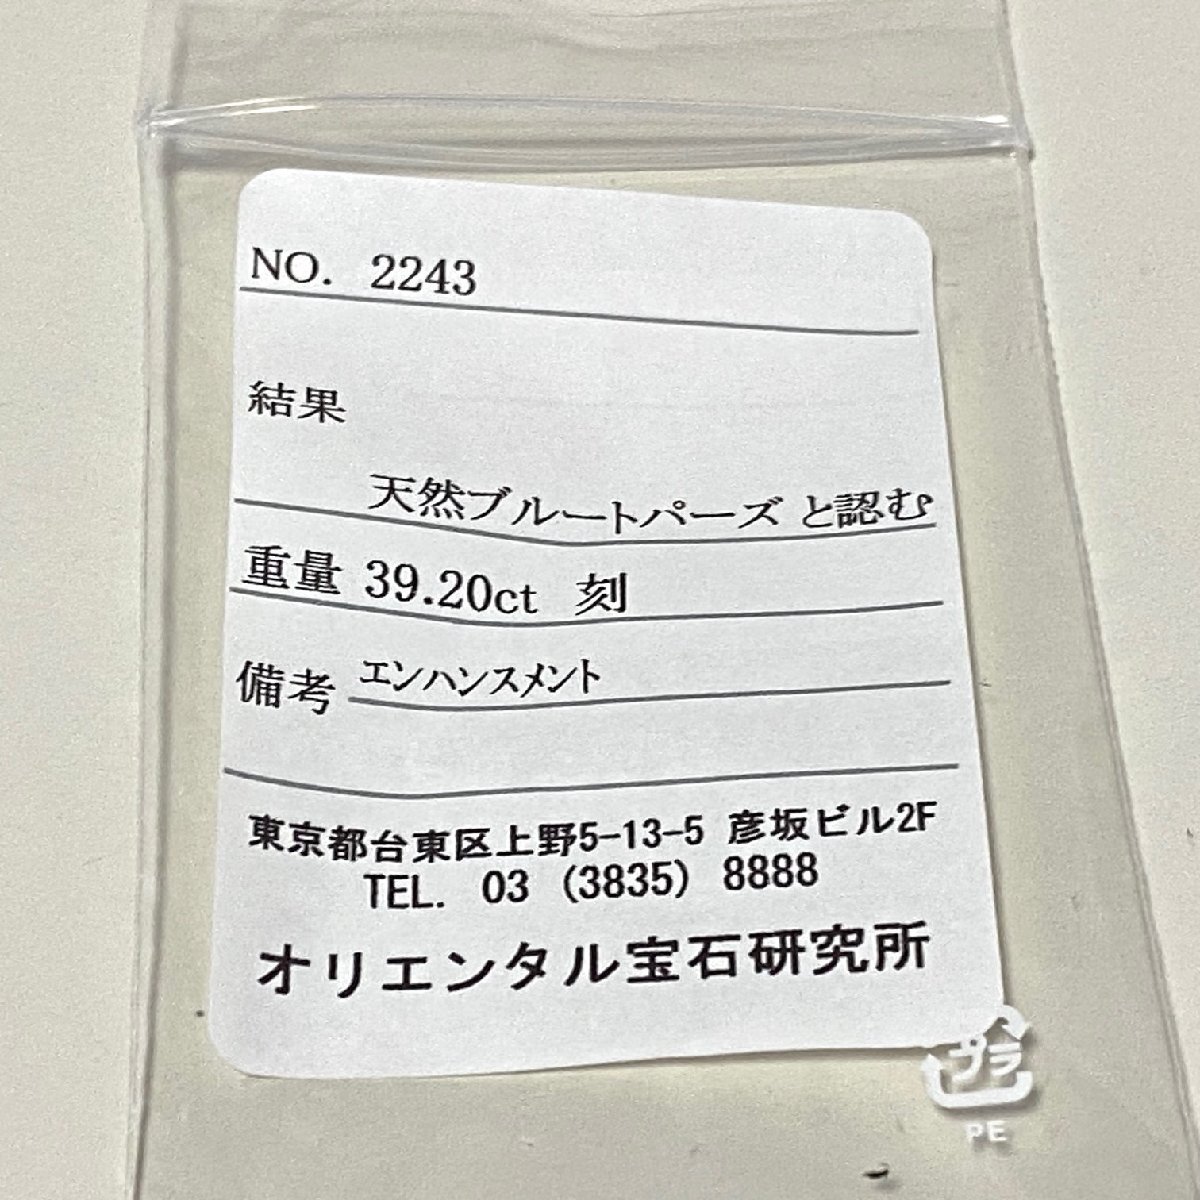 NO. 2243
結果
天然ブルートパーズ と認む
重量 39.20ct 刻
備考 エンハンスメント
東京都台東区上野5-13-5 彦坂ビル2F
TEL. 03 (3835) 8888
オリエンタル宝石研究所
プラ
PE